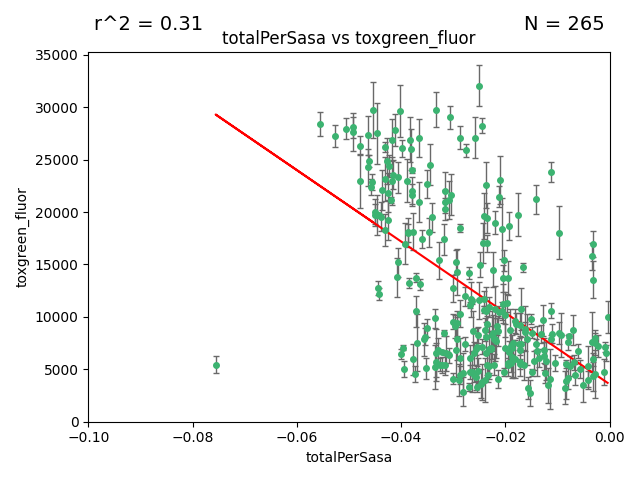 r^2 = 0.31
N = 265
totalPerSasa vs toxgreen_fluor
35000
30000
25000
20000
15000
10000
5000
0
toxgreen_fluor
−0.10
−0.08
−0.06
−0.04
−0.02
0.00
totalPerSasa